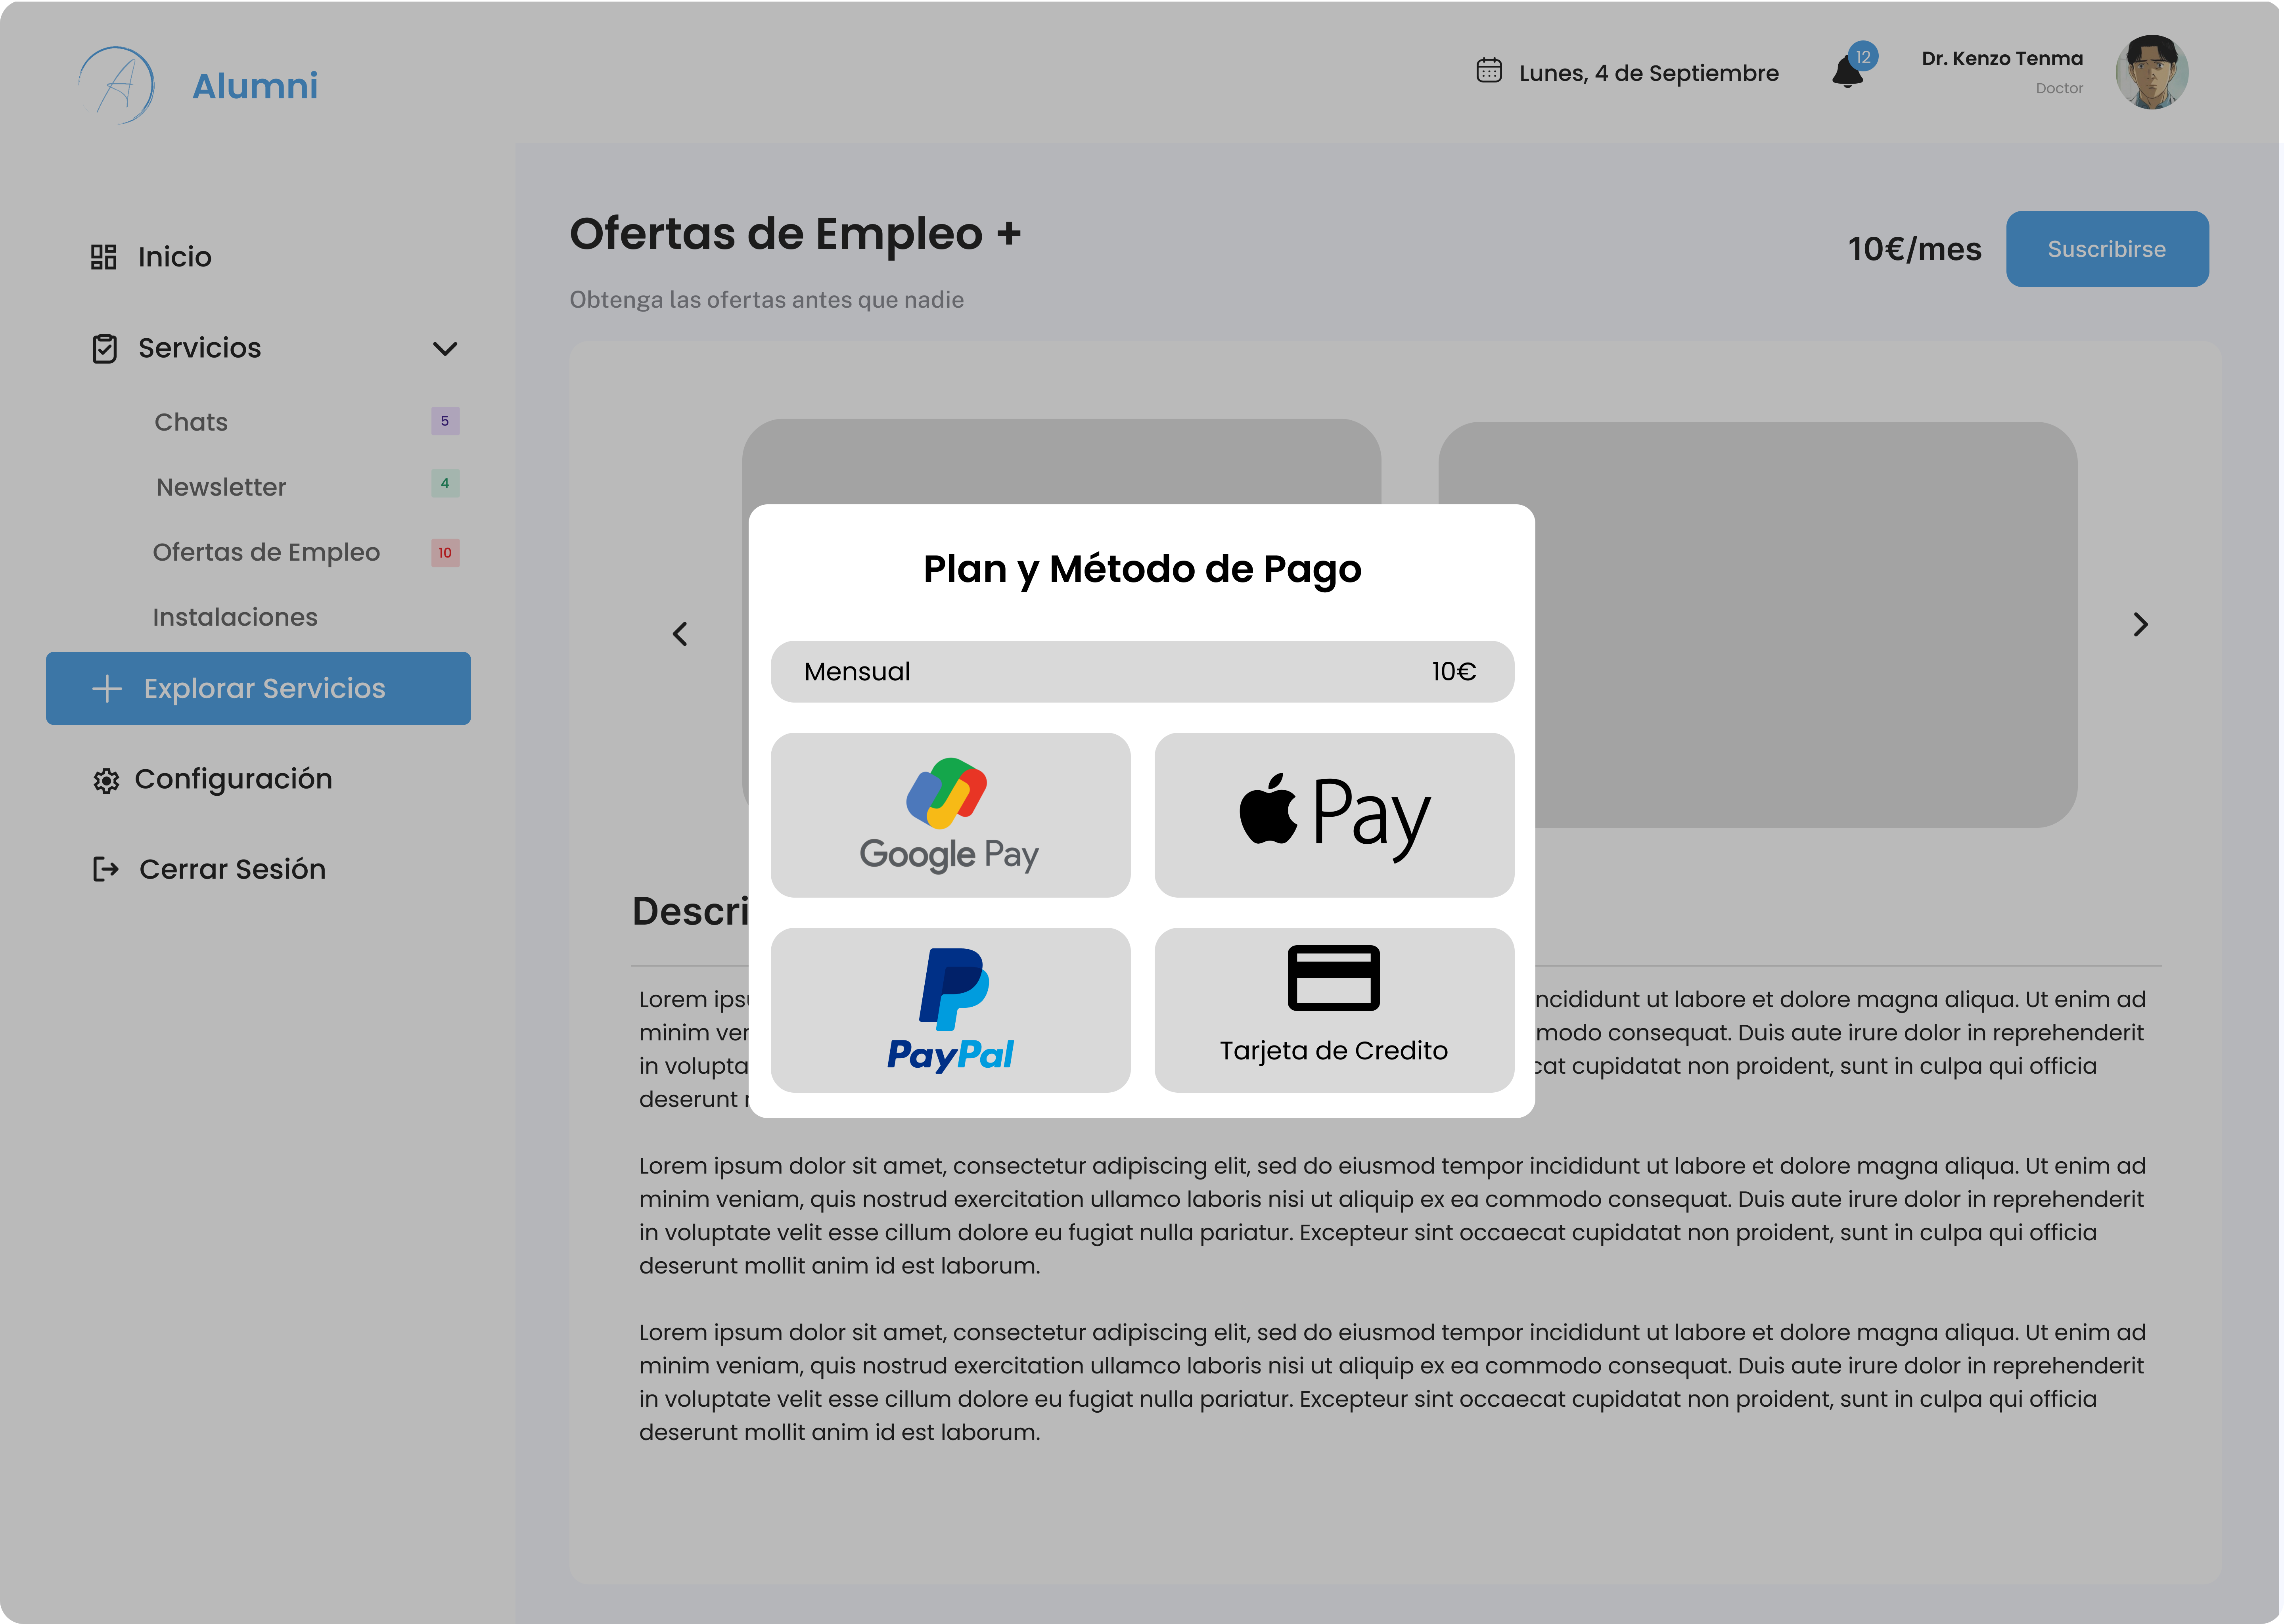 Alumni
Lunes, 4 de Septiembre
12
Dr. Kenzo Tenma
Doctor
Inicio
Servicios
Chats
5
Newsletter
4
Ofertas de Empleo
10
Instalaciones
Explorar Servicios
Configuración
Cerrar Sesión
Ofertas de Empleo +
Obtenga las ofertas antes que nadie
10€/mes
Suscribirse
Plan y Método de Pago
Mensual
10€
Google Pay
Pay
PayPal
Tarjeta de Credito
Lorem
incididunt ut labore et dolore magna aliqua. Ut enim ad
minim
consequat. Duis aute irure dolor in reprehenderit
in
cupidatat non proident, sunt in culpa qui officia
deserunt
Lorem ipsum dolor sit amet, consectetur adipiscing elit, sed do eiusmod tempor incididunt ut labore et dolore magna aliqua. Ut enim ad
minim veniam, quis nostrud exercitation ullamco laboris nisi ut aliquip ex ea commodo consequat. Duis aute irure dolor in reprehenderit
in voluptate velit esse cillum dolore eu fugiat nulla pariatur. Excepteur sint occaecat cupidatat non proident, sunt in culpa qui officia
deserunt mollit anim id est laborum.
Lorem ipsum dolor sit amet, consectetur adipiscing elit, sed do eiusmod tempor incididunt ut labore et dolore magna aliqua. Ut enim ad
minim veniam, quis nostrud exercitation ullamco laboris nisi ut aliquip ex ea commodo consequat. Duis aute irure dolor in reprehenderit
in voluptate velit esse cillum dolore eu fugiat nulla pariatur. Excepteur sint occaecat cupidatat non proident, sunt in culpa qui officia
deserunt mollit anim id est laborum.